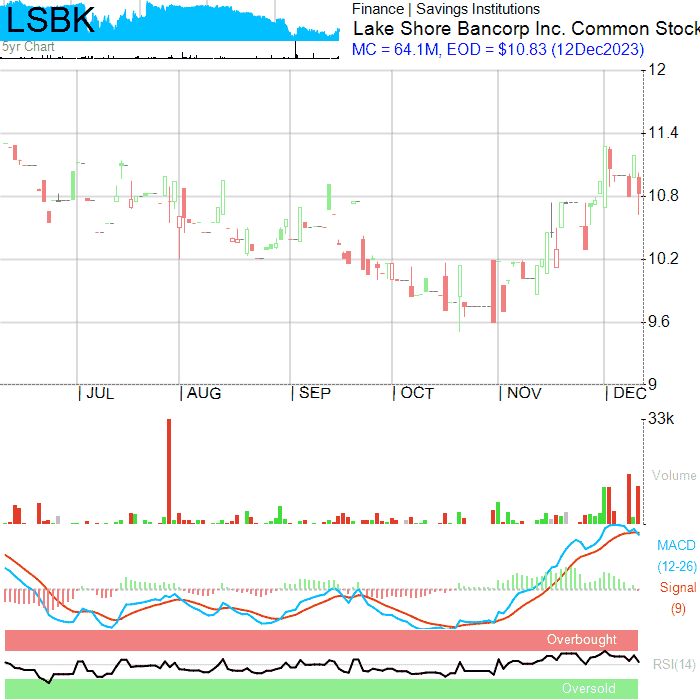 LSBK
5yr Chart
Finance | Savings Institutions
Lake Shore Bancorp Inc. Common Stock
MC = 64.1M, EOD = $10.83 (12Dec2023)
12
11.4
10.8
10.2
9.6
9
JUL AUG SEP OCT NOV DEC
33k
Volume
MACD
(12-26)
Signal
(9)
Overbought
RSI(14)
Oversold